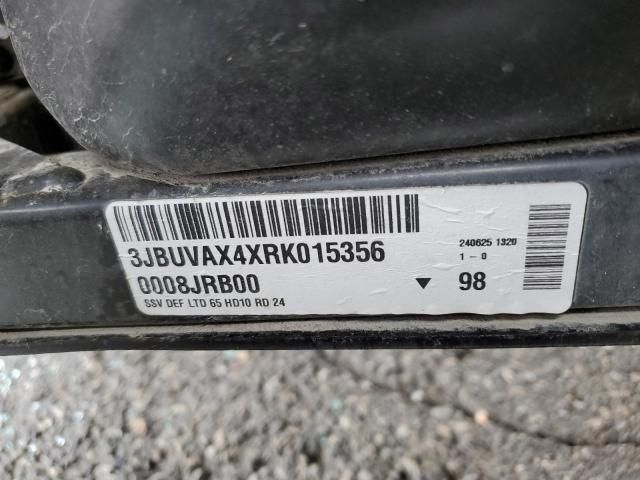 3JBUVAX4XRK015356
240625 1320
1-0
0008JRB00
▼ 98
SSV DEF LTD 65 HD10 RD 24